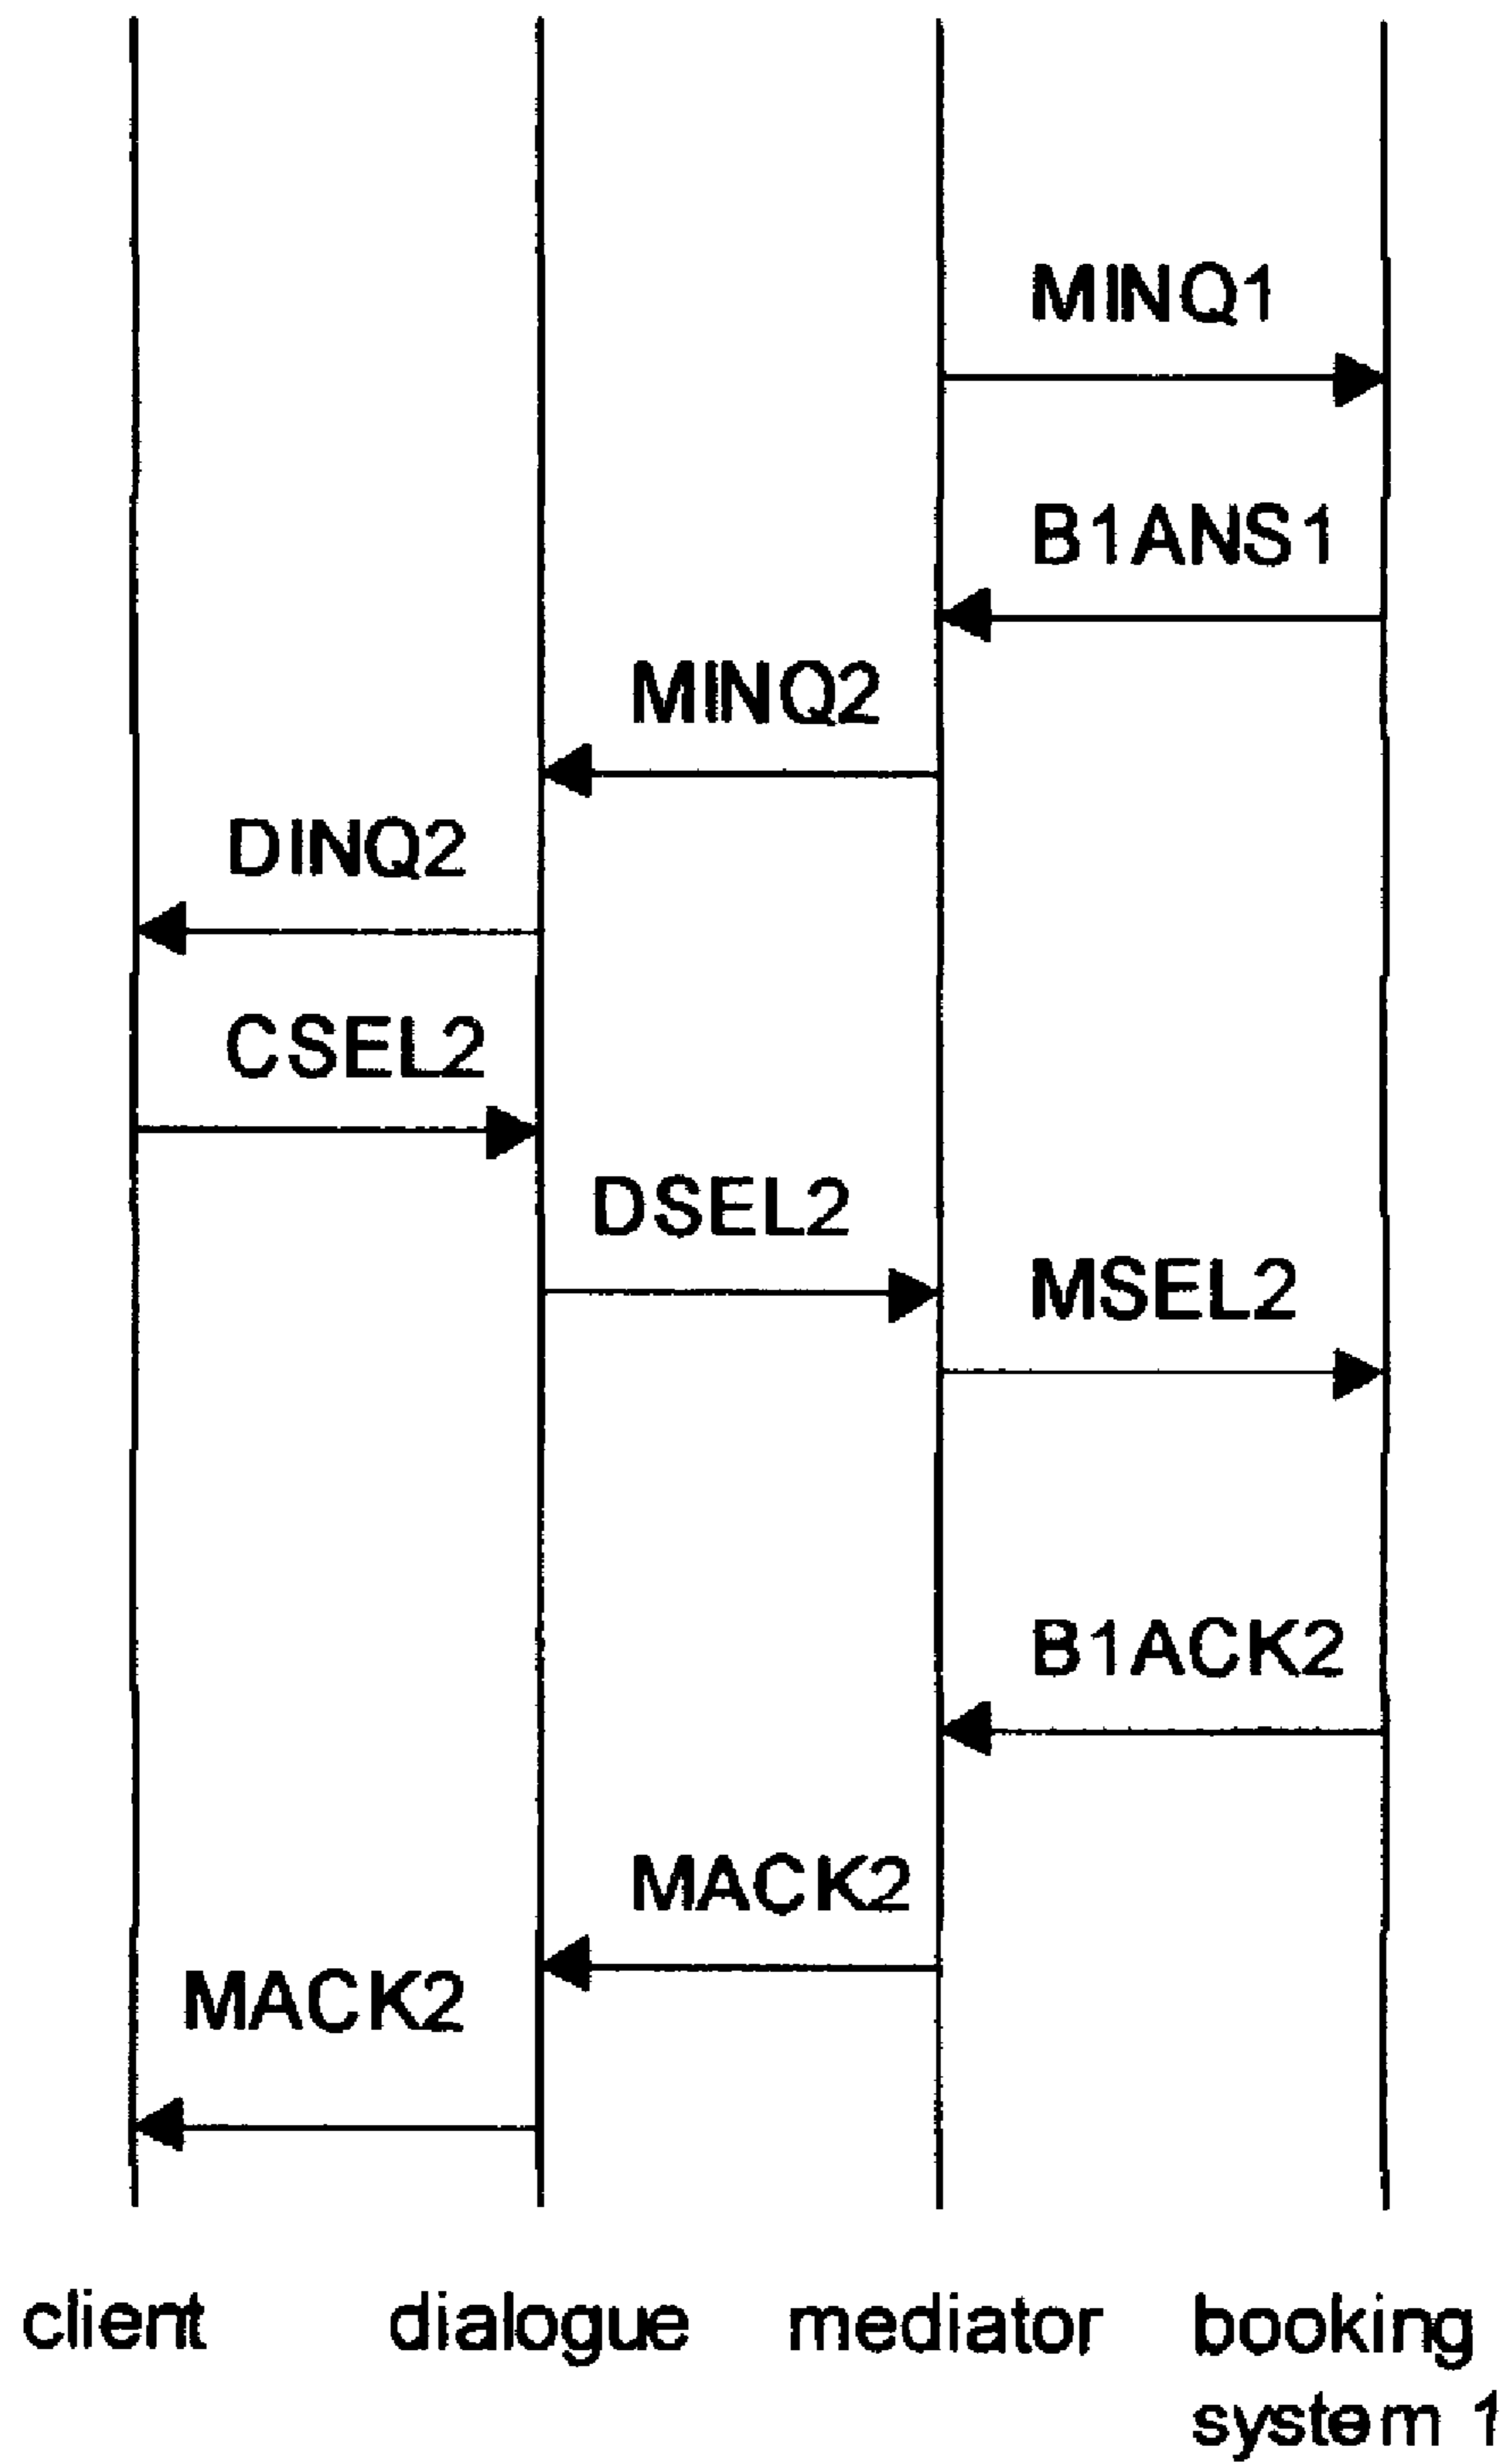 MINQ1
B1ANS1
MINQ2
DINQ2
CSEL2
DSEL2
MSEL2
B1ACK2
MACK2
MACK2
client dialogue mediator booking
system 1